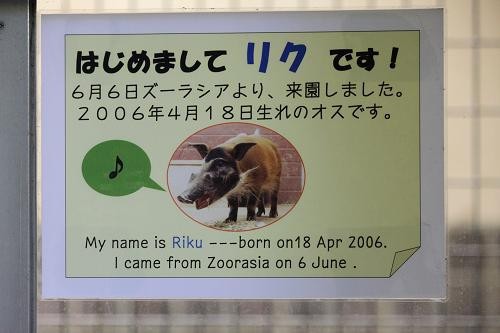 はじめまして リク です！
６月６日ズーラシアより、来園しました。
２００６年４月１８日生れのオスです。
♪
My name is Riku ---born on18 Apr 2006.
I came from Zoorasia on 6 June .